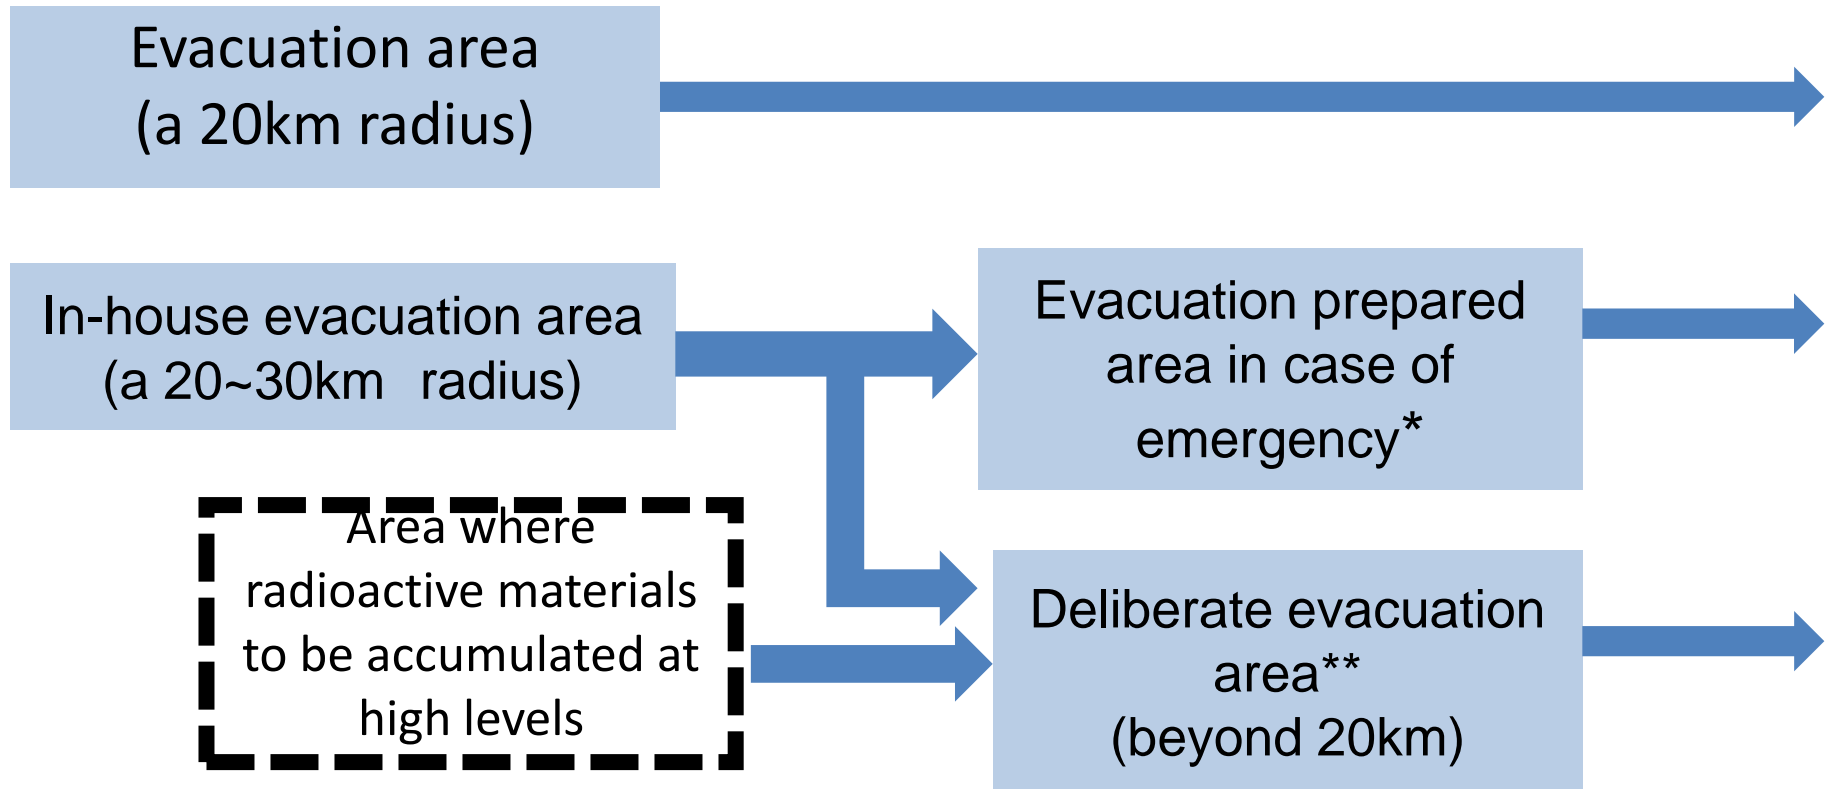 Evacuation area
(a 20km radius)
In-house evacuation area
(a 20~30km radius)
Evacuation prepared
area in case of
emergency*
Area where
radioactive materials
to be accumulated at
high levels
Deliberate evacuation
area**
(beyond 20km)